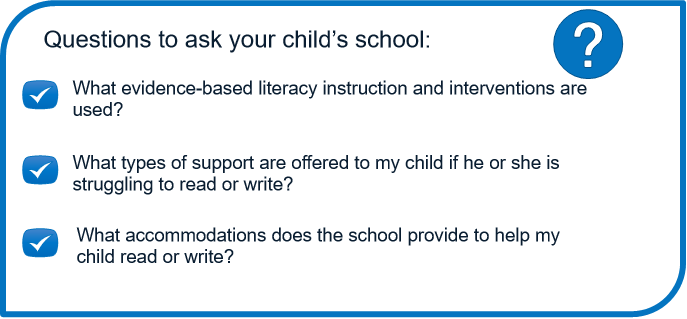 Questions to ask your child's school:
?
What evidence-based literacy instruction and interventions are
used?
What types of support are offered to my child if he or she is
struggling to read or write?
What accommodations does the school provide to help my
child read or write?